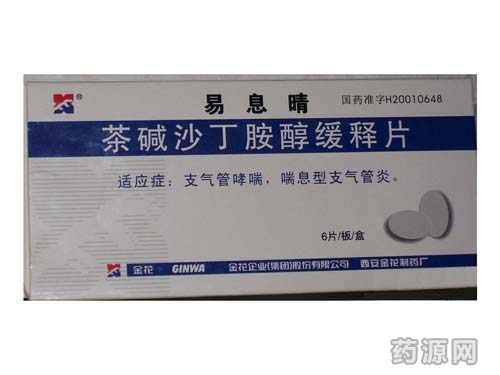 易息晴
国药准字H20010648
茶碱沙丁胺醇缓释片
适应症：支气管哮喘，喘息型支气管炎。
6片/板/盒
金花 GINWA 金花企业(集团)股份有限公司 西安金花制药厂
药源网